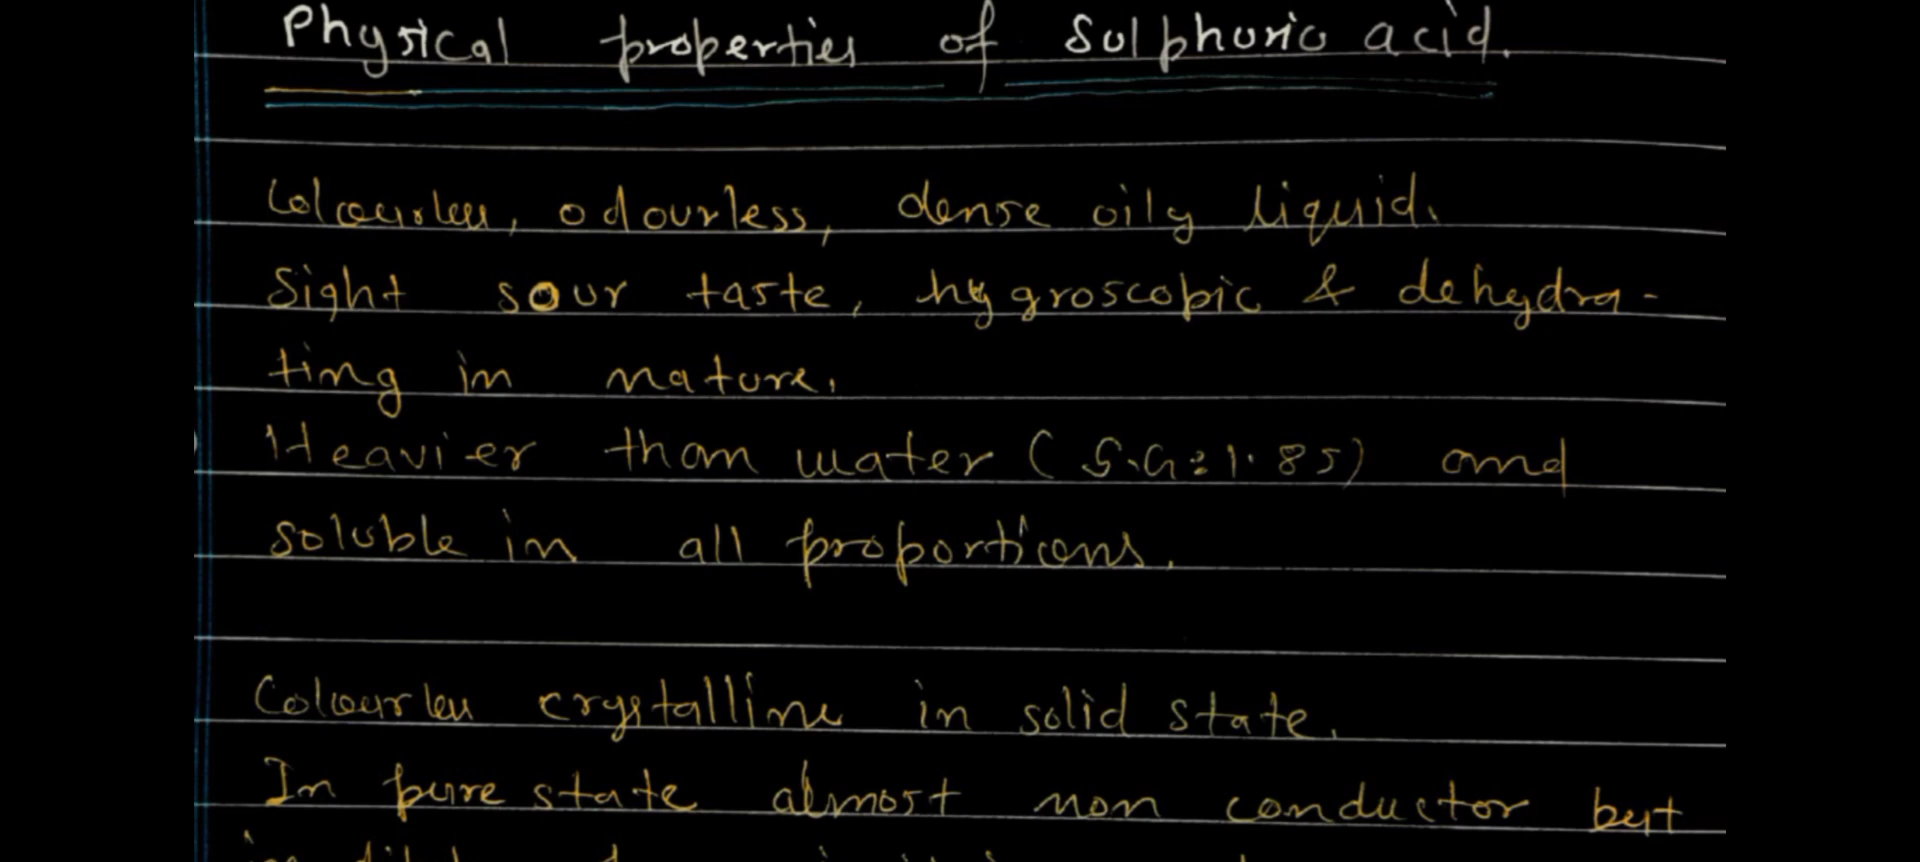 Physical properties of Sulphuric acid.
Colourless, odourless, dense oily liquid.
Sight sour taste, hygroscopic & dehydra-
ting in nature.
Heavier than water (S.G:1.85) and
soluble in all proportions.
Colourless crystalline in solid state.
In pure state almost non conductor but
in